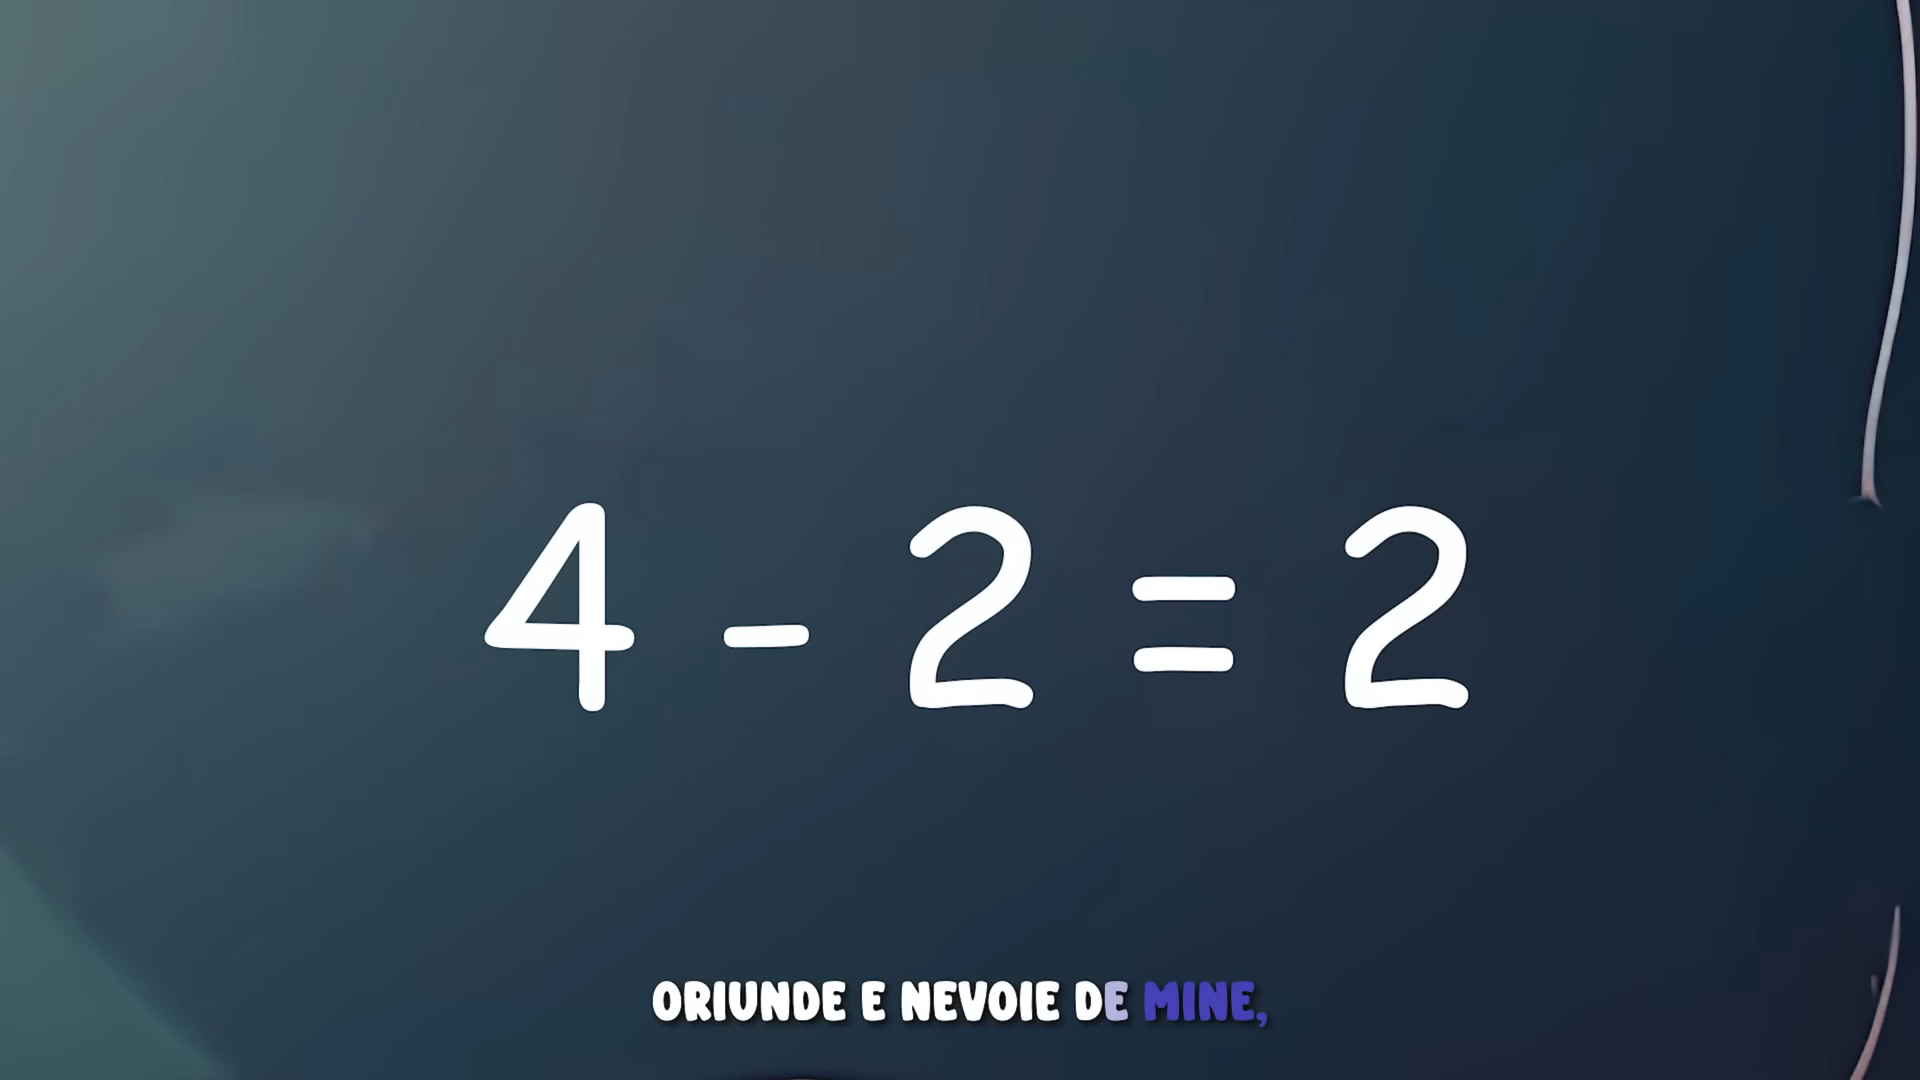 4 - 2 = 2
ORIUNDE E NEVOIE DE MINE,